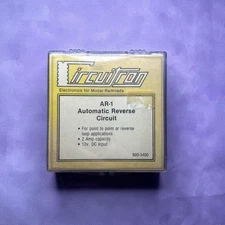 Circuitron
Electronics for Model Railroads
AR-1
Automatic Reverse
Circuit
• For point to point or reverse
loop applications
• 2 Amp capacity
• 12v. DC input
800-5400